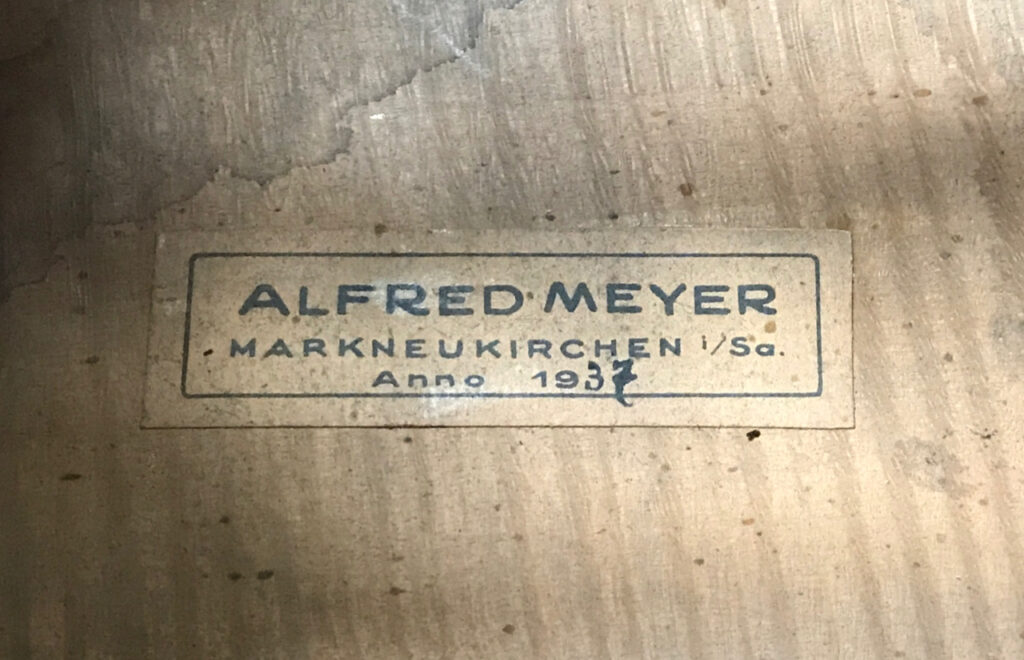 ALFRED·MEYER
MARKNEUKIRCHEN i/Sa.
Anno 1937